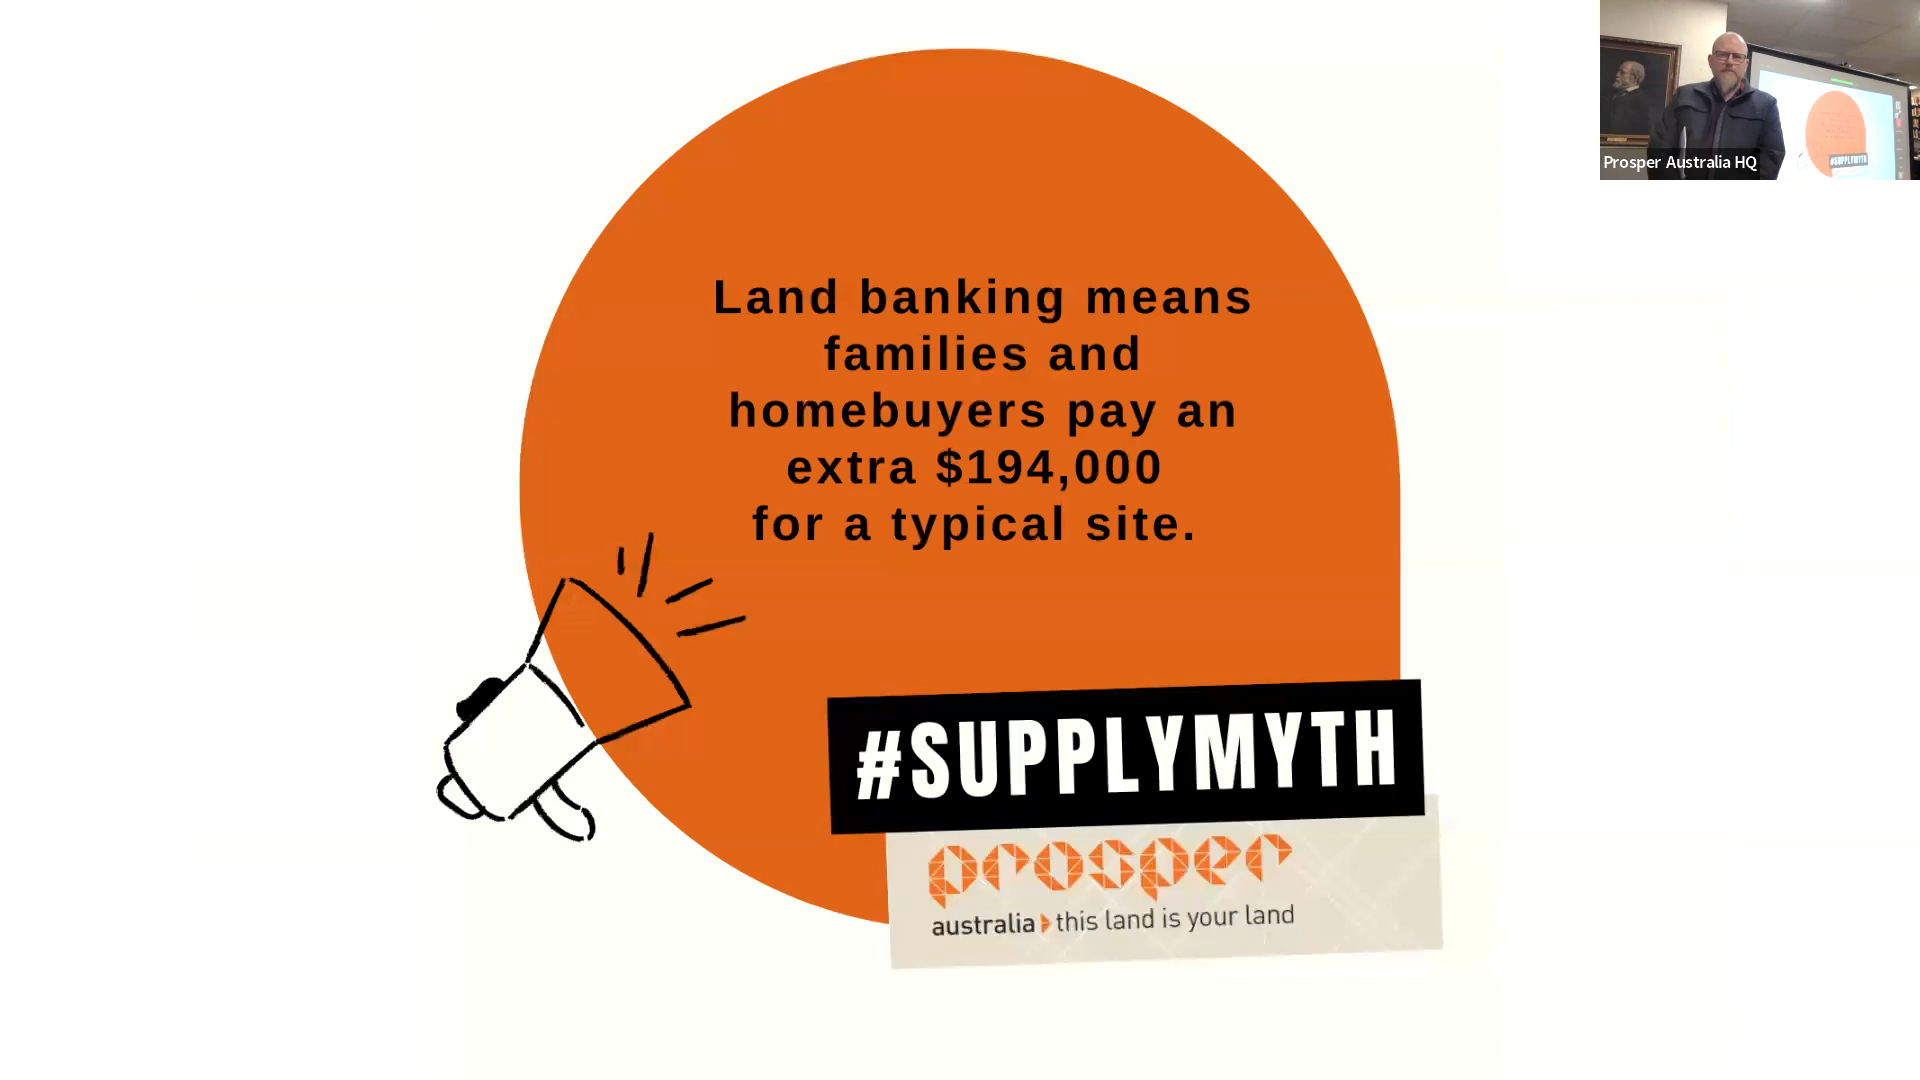 Land banking means
families and
homebuyers pay an
extra $194,000
for a typical site.
#SUPPLYMYTH
prosper
australia this land is your land
Prosper Australia HQ
#SUPPLYMYTH